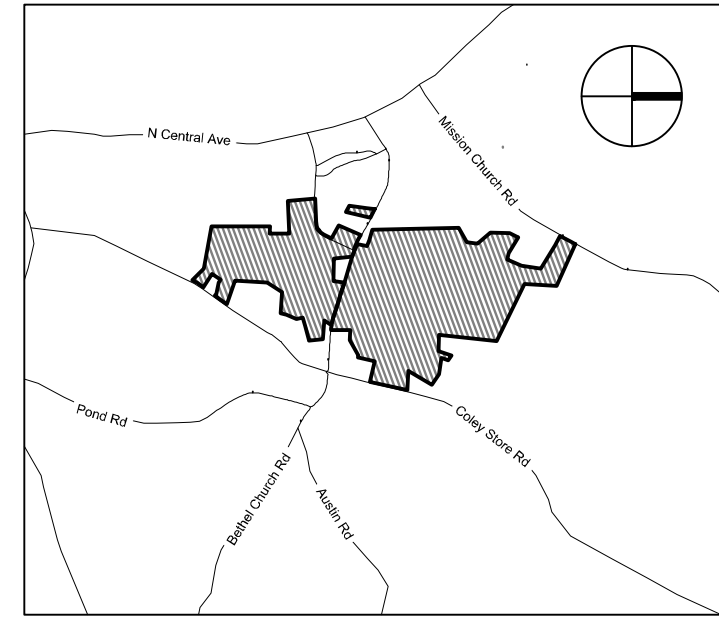 N Central Ave
Mission Church Rd
Pond Rd
Coley Store Rd
Bethel Church Rd
Austin Rd